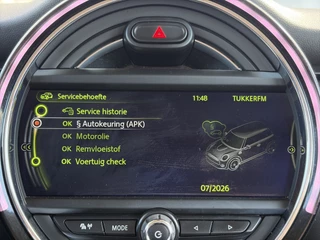 Servicebehoefte 11:48 TUKKERFM
Service historie
OK § Autokeuring (APK)
OK Motorolie
OK Remvloeistof
OK Voertuig check
07/2026
MODE